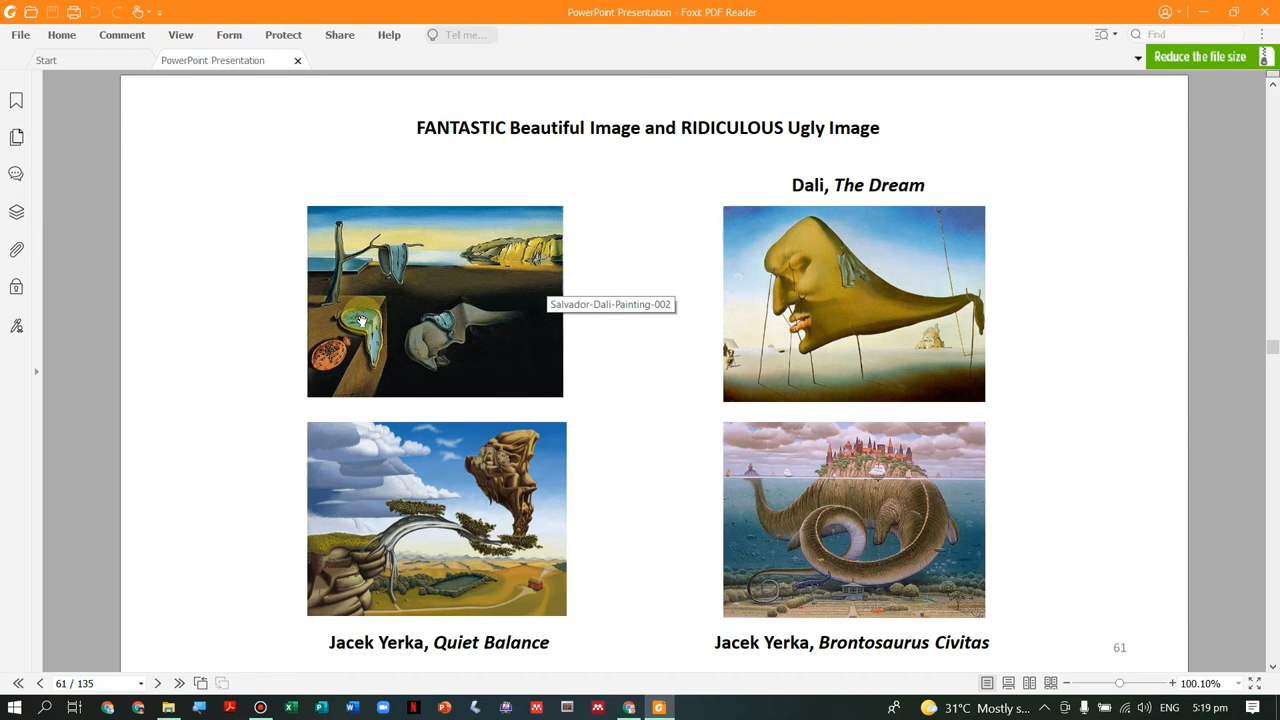 PowerPoint Presentation - Foxit PDF Reader
File Home Comment View Form Protect Share Help Tell me... Find
Start PowerPoint Presentation Reduce the file size
FANTASTIC Beautiful Image and RIDICULOUS Ugly Image
Dali, The Dream
Salvador-Dali-Painting-002
Jacek Yerka, Quiet Balance
Jacek Yerka, Brontosaurus Civitas
61
61 / 135 100.10%
31°C Mostly s... ENG 5:19 pm